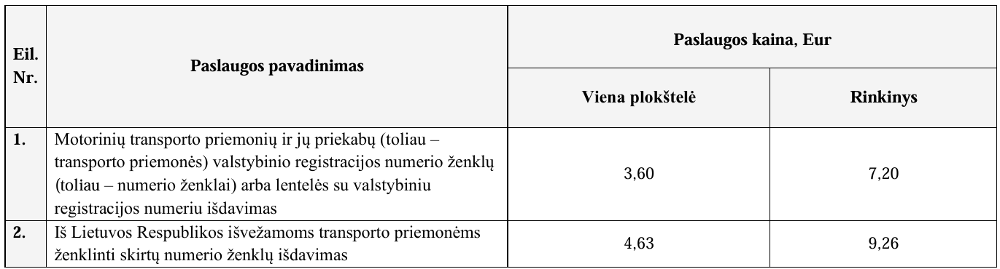 Eil.
Nr.
Paslaugos pavadinimas
Paslaugos kaina, Eur
Viena plokštelė
Rinkinys
1.
Motorinių transporto priemonių ir jų priekabų (toliau –
transporto priemonės) valstybinio registracijos numerio ženklų
(toliau – numerio ženklai) arba lentelės su valstybiniu
registracijos numeriu išdavimas
3,60
7,20
2.
Iš Lietuvos Respublikos išvežamoms transporto priemonėms
ženklinti skirtų numerio ženklų išdavimas
4,63
9,26